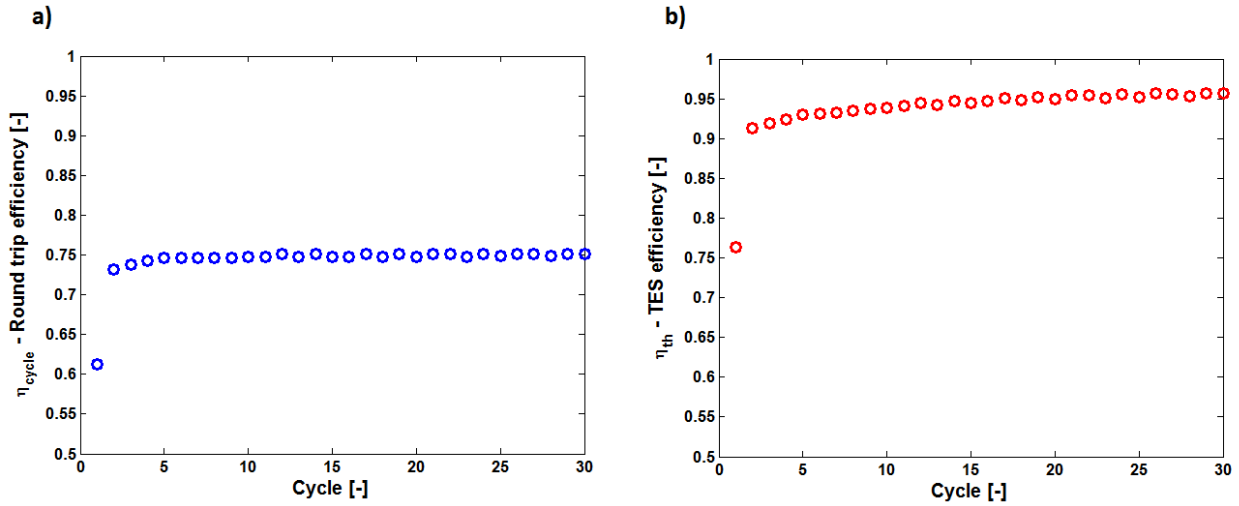 a)
1
0.95
0.9
0.85
0.8
0.75
0.7
0.65
0.6
0.55
0.5
0 5 10 15 20 25 30
η_cycle - Round trip efficiency [-]
Cycle [-]
b)
1
0.95
0.9
0.85
0.8
0.75
0.7
0.65
0.6
0.55
0.5
0 5 10 15 20 25 30
η_th - TES efficiency [-]
Cycle [-]